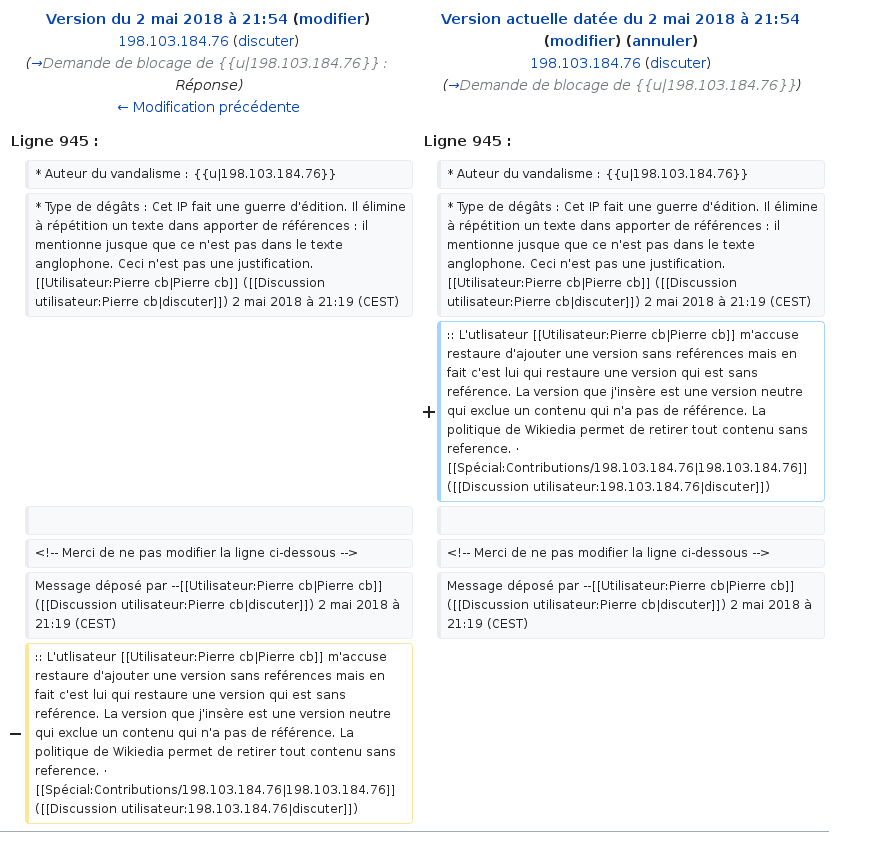 Version du 2 mai 2018 à 21:54 (modifier)
198.103.184.76 (discuter)
(→Demande de blocage de {{u|198.103.184.76}} :
Réponse)
← Modification précédente
Version actuelle datée du 2 mai 2018 à 21:54
(modifier) (annuler)
198.103.184.76 (discuter)
(→Demande de blocage de {{u|198.103.184.76}})
Ligne 945 :
Ligne 945 :
* Auteur du vandalisme : {{u|198.103.184.76}}
* Auteur du vandalisme : {{u|198.103.184.76}}
* Type de dégâts : Cet IP fait une guerre d'édition. Il élimine
à répétition un texte dans apporter de références : il
mentionne jusque que ce n'est pas dans le texte
anglophone. Ceci n'est pas une justification.
[[Utilisateur:Pierre cb|Pierre cb]] ([[Discussion
utilisateur:Pierre cb|discuter]]) 2 mai 2018 à 21:19 (CEST)
* Type de dégâts : Cet IP fait une guerre d'édition. Il élimine
à répétition un texte dans apporter de références : il
mentionne jusque que ce n'est pas dans le texte
anglophone. Ceci n'est pas une justification.
[[Utilisateur:Pierre cb|Pierre cb]] ([[Discussion
utilisateur:Pierre cb|discuter]]) 2 mai 2018 à 21:19 (CEST)
+
:: L'utlisateur [[Utilisateur:Pierre cb|Pierre cb]] m'accuse
restaure d'ajouter une version sans reférences mais en
fait c'est lui qui restaure une version qui est sans
reférence. La version que j'insère est une version neutre
qui exclue un contenu qui n'a pas de référence. La
politique de Wikiedia permet de retirer tout contenu sans
reference. ·
[[Spécial:Contributions/198.103.184.76|198.103.184.76]]
([[Discussion utilisateur:198.103.184.76|discuter]])
<!-- Merci de ne pas modifier la ligne ci-dessous -->
<!-- Merci de ne pas modifier la ligne ci-dessous -->
Message déposé par --[[Utilisateur:Pierre cb|Pierre cb]]
([[Discussion utilisateur:Pierre cb|discuter]]) 2 mai 2018 à
21:19 (CEST)
Message déposé par --[[Utilisateur:Pierre cb|Pierre cb]]
([[Discussion utilisateur:Pierre cb|discuter]]) 2 mai 2018 à
21:19 (CEST)
−
:: L'utlisateur [[Utilisateur:Pierre cb|Pierre cb]] m'accuse
restaure d'ajouter une version sans reférences mais en
fait c'est lui qui restaure une version qui est sans
reférence. La version que j'insère est une version neutre
qui exclue un contenu qui n'a pas de référence. La
politique de Wikiedia permet de retirer tout contenu sans
reference. ·
[[Spécial:Contributions/198.103.184.76|198.103.184.76]]
([[Discussion utilisateur:198.103.184.76|discuter]])